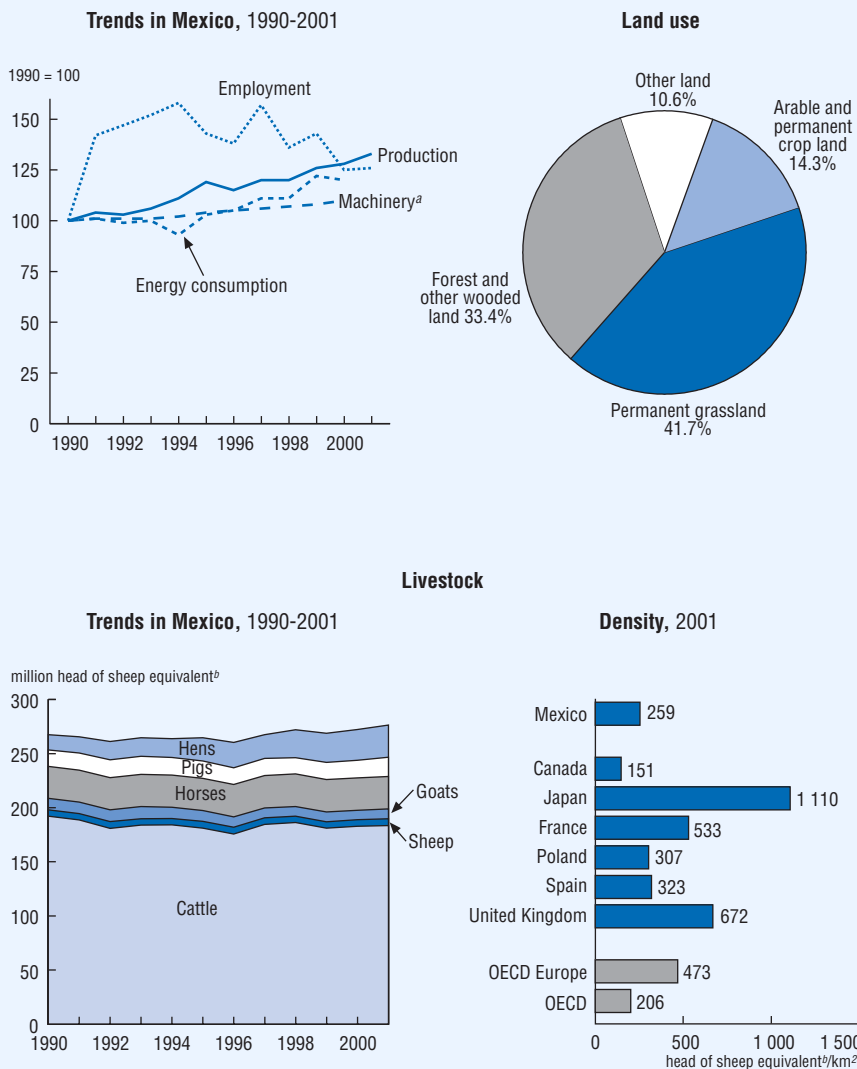 Trends in Mexico, 1990-2001
1990 = 100
150
125
100
75
50
25
0
1990 1992 1994 1996 1998 2000
Employment
Production
Machineryᵃ
Energy consumption
Land use
Other land
10.6%
Arable and
permanent
crop land
14.3%
Forest and
other wooded
land 33.4%
Permanent grassland
41.7%
Livestock
Trends in Mexico, 1990-2001
million head of sheep equivalentᵇ
300
250
200
150
100
50
0
1990 1992 1994 1996 1998 2000
Hens
Pigs
Horses
Goats
Sheep
Cattle
Density, 2001
Mexico 259
Canada 151
Japan 1 110
France 533
Poland 307
Spain 323
United Kingdom 672
OECD Europe 473
OECD 206
0 500 1 000 1 500
head of sheep equivalentᵇ/km²